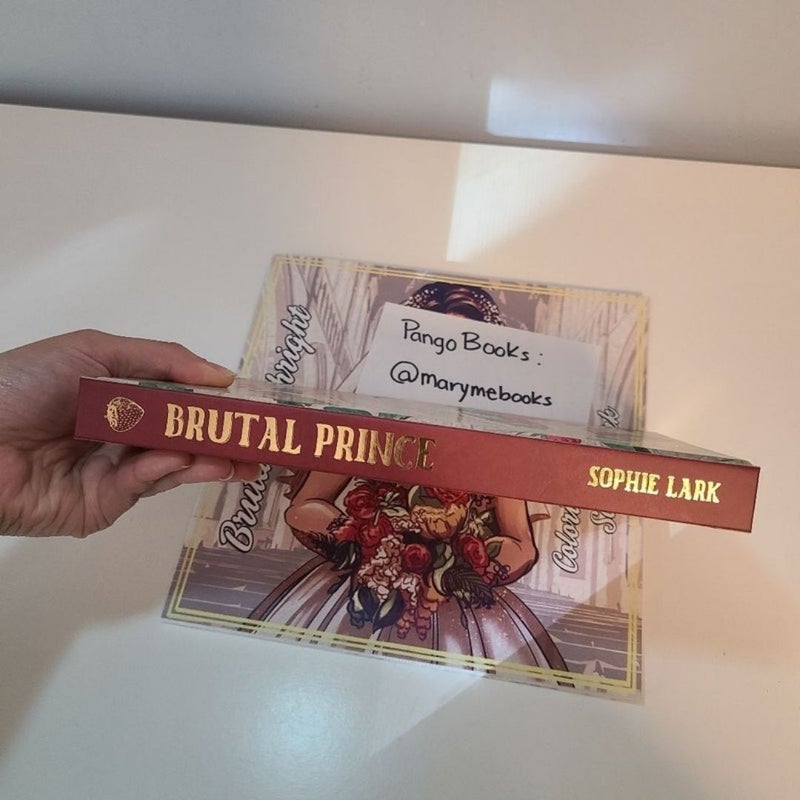 Pango Books:
@marymebooks
BRUTAL PRINCE
SOPHIE LARK